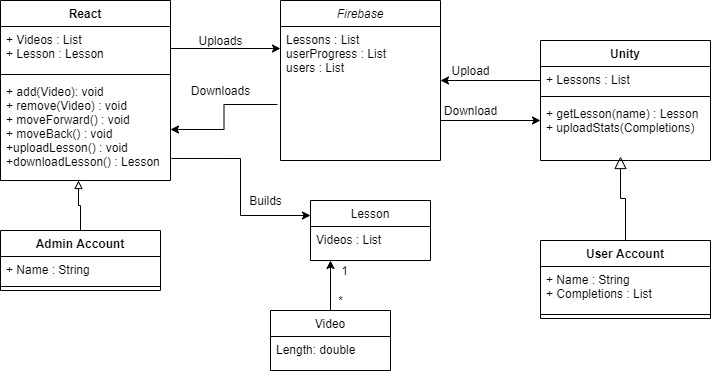 React
+ Videos : List
+ Lesson : Lesson
+ add(Video): void
+ remove(Video) : void
+ moveForward() : void
+ moveBack() : void
+uploadLesson() : void
+downloadLesson() : Lesson
Uploads
Downloads
Firebase
Lessons : List
userProgress : List
users : List
Upload
Download
Unity
+ Lessons : List
+ getLesson(name) : Lesson
+ uploadStats(Completions)
Builds
Admin Account
+ Name : String
Lesson
Videos : List
1
*
Video
Length: double
User Account
+ Name : String
+ Completions : List